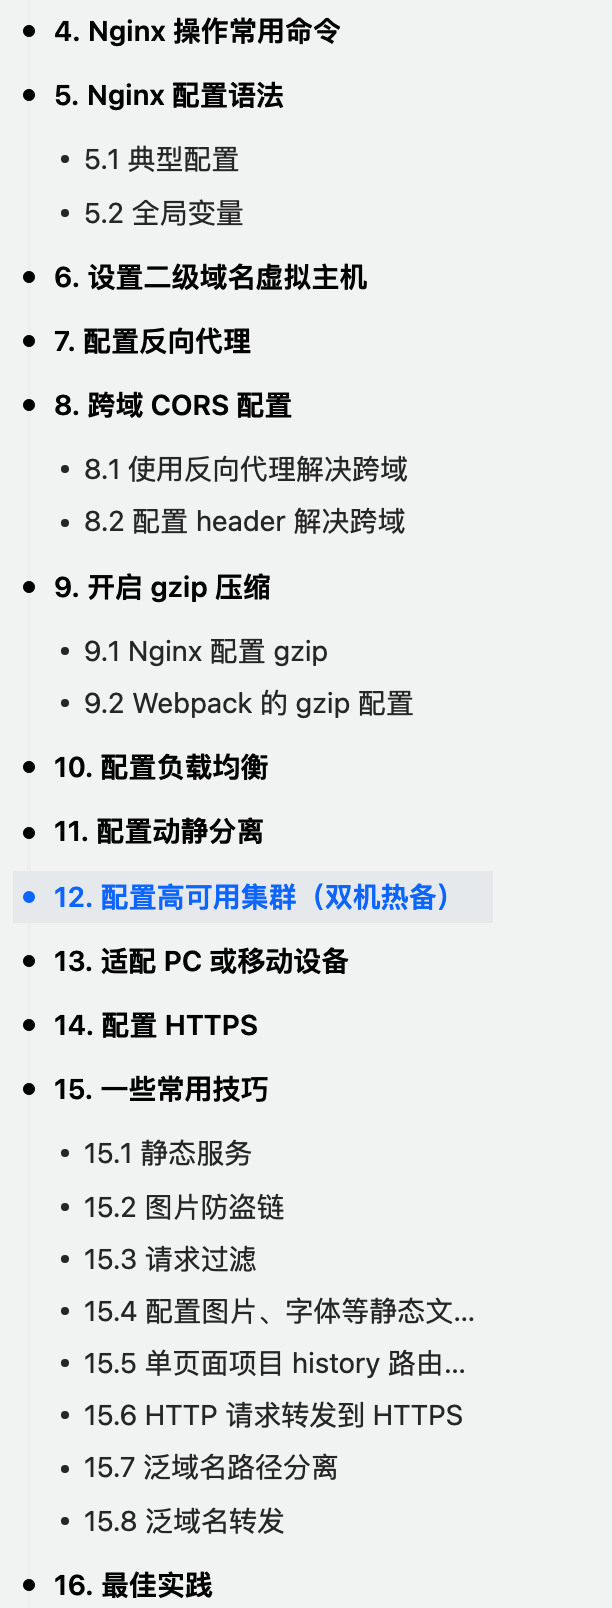 4. Nginx 操作常用命令
5. Nginx 配置语法
5.1 典型配置
5.2 全局变量
6. 设置二级域名虚拟主机
7. 配置反向代理
8. 跨域 CORS 配置
8.1 使用反向代理解决跨域
8.2 配置 header 解决跨域
9. 开启 gzip 压缩
9.1 Nginx 配置 gzip
9.2 Webpack 的 gzip 配置
10. 配置负载均衡
11. 配置动静分离
12. 配置高可用集群（双机热备）
13. 适配 PC 或移动设备
14. 配置 HTTPS
15. 一些常用技巧
15.1 静态服务
15.2 图片防盗链
15.3 请求过滤
15.4 配置图片、字体等静态文...
15.5 单页面项目 history 路由...
15.6 HTTP 请求转发到 HTTPS
15.7 泛域名路径分离
15.8 泛域名转发
16. 最佳实践